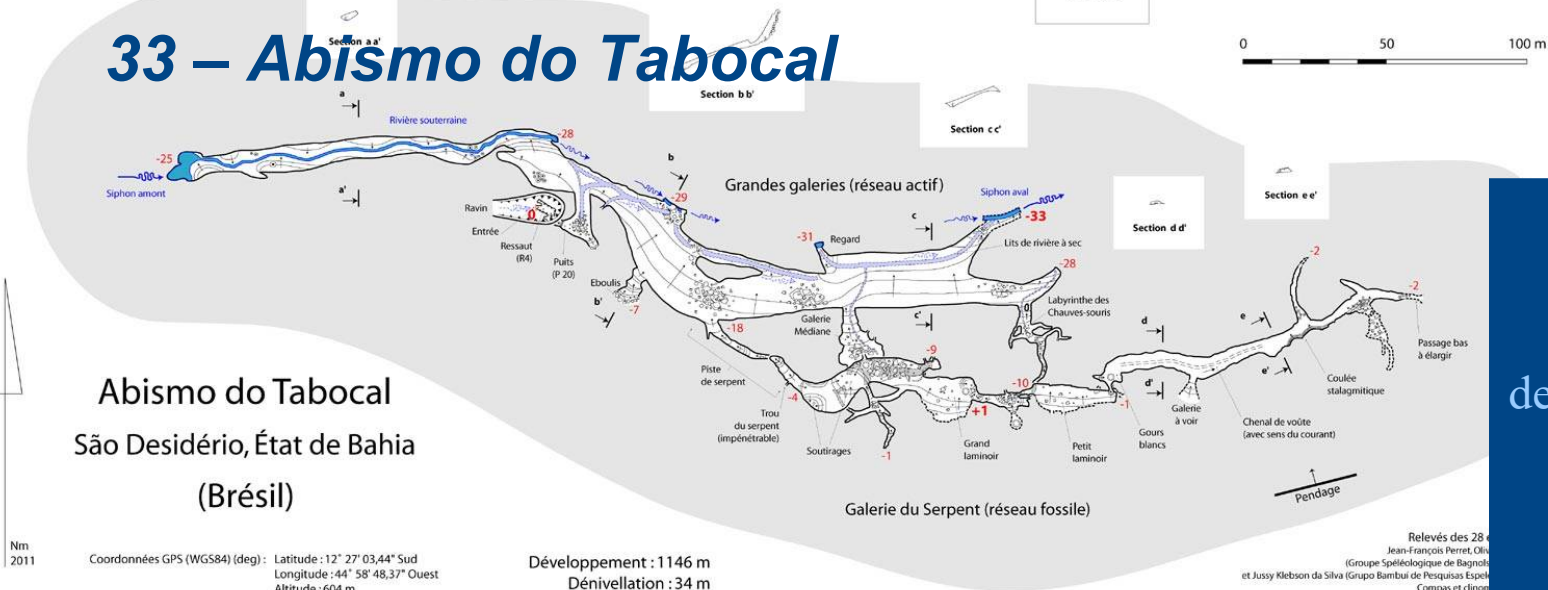 33 – Abismo do Tabocal
0 50 100 m
Section a a'
Section b b'
Section c c'
Section d d'
Section e e'
a
Rivière souterraine
-25
-28
Siphon amont
a'
b
-29
Grandes galeries (réseau actif)
Siphon aval
c
-33
-31
Regard
Lits de rivière à sec
Ravin
0
Entrée
Ressaut
(R4)
Puits
(P 20)
Eboulis
b'
-7
-28
Labyrinthe des
Chauves-souris
-2
-2
-18
Galerie
Médiane
c'
d
e
Passage bas
à élargir
Piste
de serpent
-9
-10
-4
d'
e'
Coulée
stalagmitique
Trou
du serpent
(impénétrable)
Soutirages
-1
+1
Grand
laminoir
Petit
laminoir
-1
Gours
blancs
Galerie
à voir
Chenal de voûte
(avec sens du courant)
Pendage
Galerie du Serpent (réseau fossile)
Abismo do Tabocal
São Desidério, État de Bahia
(Brésil)
Nm
2011
Coordonnées GPS (WGS84) (deg) : Latitude : 12° 27' 03,44" Sud
Longitude : 44° 58' 48,37" Ouest
Altitude : 604 m
Développement : 1146 m
Dénivellation : 34 m
Relevés des 28
Jean-François Perret,
(Groupe Spéléologique de Bagnols
et Jussy Klebson da Silva (Grupo Bambuí de Pesquisas
Compas et
de